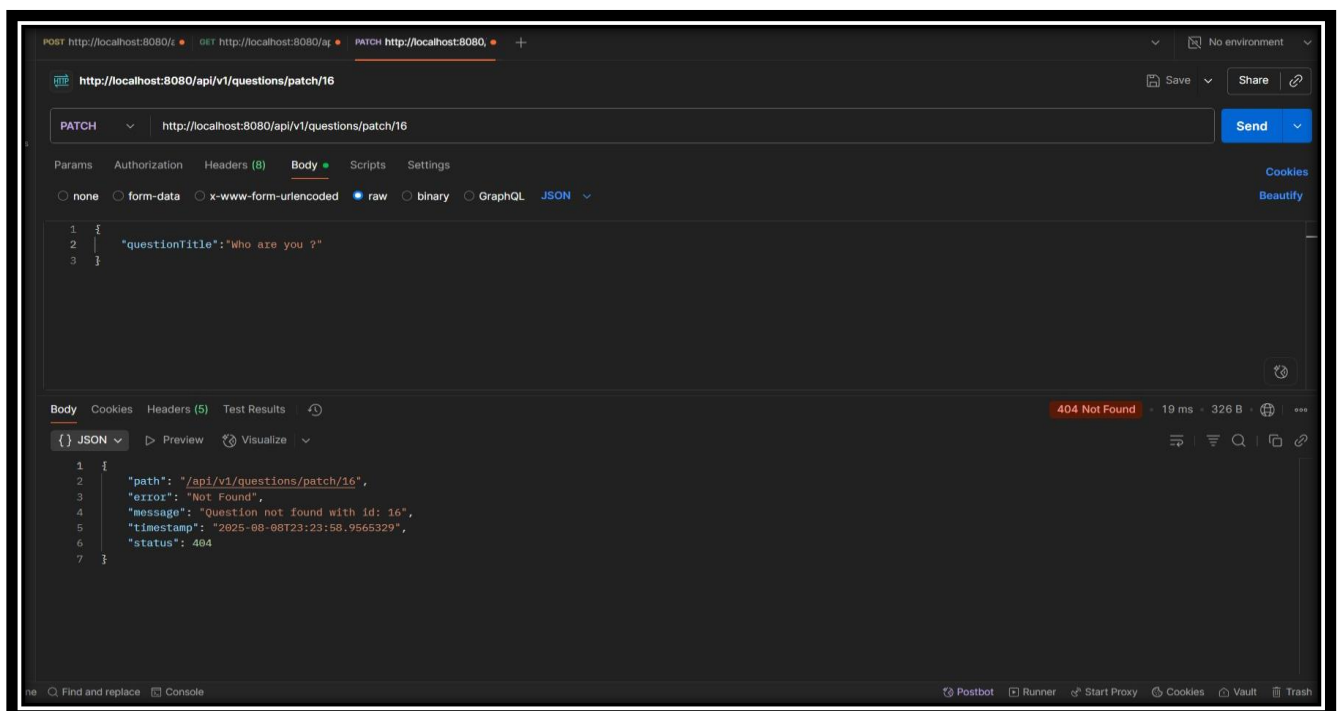 POST http://localhost:8080/a GET http://localhost:8080/ap PATCH http://localhost:8080/ No environment
HTTP http://localhost:8080/api/v1/questions/patch/16 Save Share
PATCH http://localhost:8080/api/v1/questions/patch/16 Send
Params Authorization Headers (8) Body Scripts Settings Cookies
none form-data x-www-form-urlencoded raw binary GraphQL JSON Beautify
1 {
2 "questionTitle":"Who are you ?"
3 }
Body Cookies Headers (5) Test Results 404 Not Found 19 ms 326 B
{} JSON Preview Visualize
1 {
2 "path": "/api/v1/questions/patch/16",
3 "error": "Not Found",
4 "message": "Question not found with id: 16",
5 "timestamp": "2025-08-08T23:23:58.9565329",
6 "status": 404
7 }
ne Find and replace Console Postbot Runner Start Proxy Cookies Vault Trash